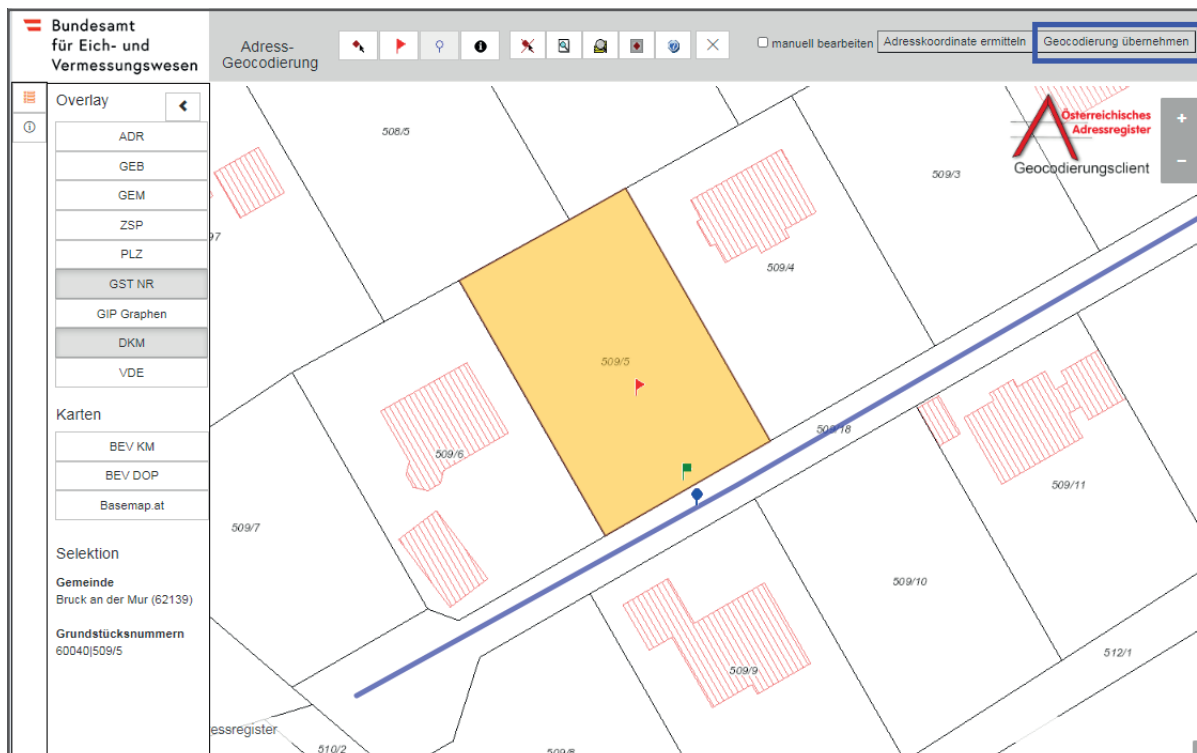 Bundesamt
für Eich- und
Vermessungswesen
Adress-
Geocodierung
manuell bearbeiten
Adresskoordinate ermitteln
Geocodierung übernehmen
Overlay
ADR
GEB
GEM
ZSP
PLZ
GST NR
GIP Graphen
DKM
VDE
Karten
BEV KM
BEV DOP
Basemap.at
Selektion
Gemeinde
Bruck an der Mur (62139)
Grundstücksnummern
60040|509/5
Österreichisches
Adressregister
Geocodierungsclient
+
−
508/5
509/3
97
509/4
509/5
509/18
509/6
509/11
509/7
509/10
512/1
509/9
essregister
510/2
509/8